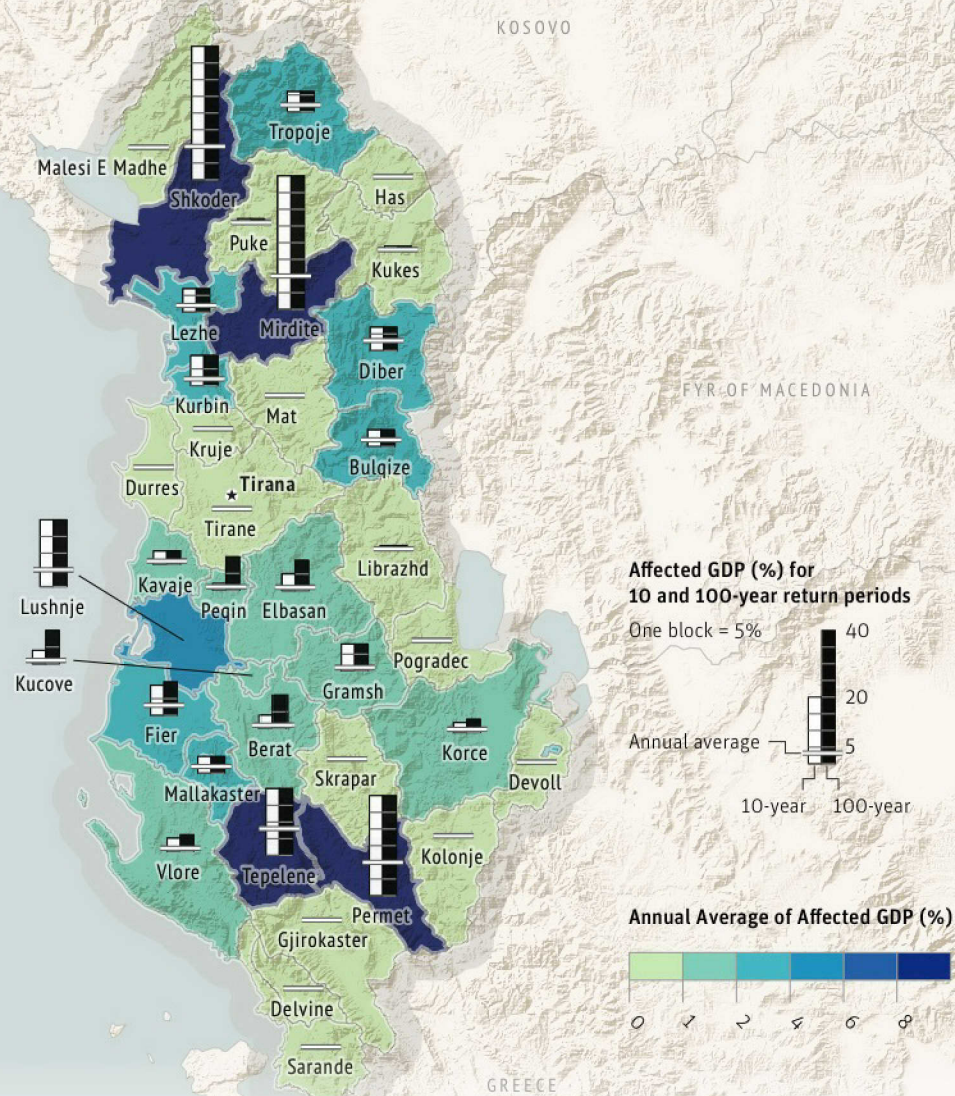 KOSOVO
Tropoje
Malesi E Madhe
Shkoder
Has
Puke
Kukes
Lezhe
Mirdite
Diber
FYR OF MACEDONIA
Kurbin
Mat
Kruje
Bulqize
Durres
Tirana
Tirane
Librazhd
Kavaje
Peqin
Elbasan
Lushnje
Kucove
Pogradec
Gramsh
Fier
Berat
Korce
Skrapar
Devoll
Mallakaster
Vlore
Tepelene
Kolonje
Permet
Gjirokaster
Delvine
Sarande
GREECE
Affected GDP (%) for
10 and 100-year return periods
One block = 5%
40
20
Annual average
5
10-year
100-year
Annual Average of Affected GDP (%)
0
1
2
4
6
8